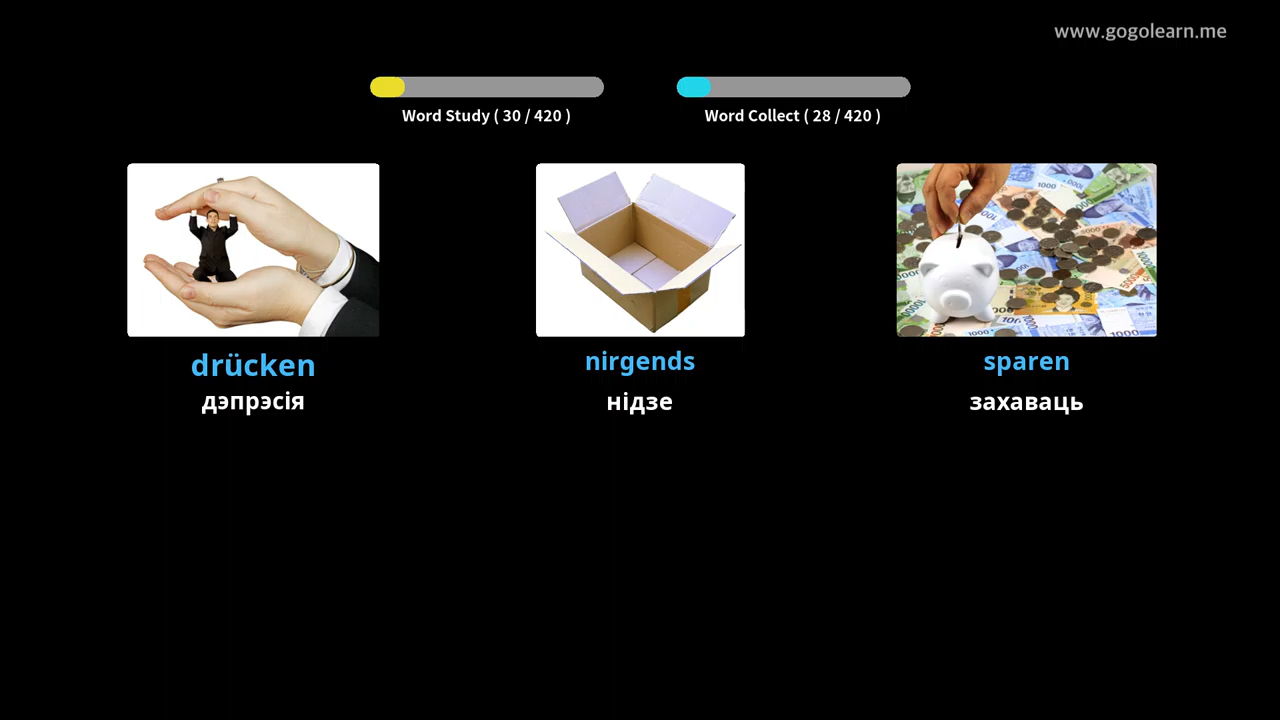 www.gogolearn.me
Word Study ( 30 / 420 )
Word Collect ( 28 / 420 )
drücken
nirgends
sparen
дэпрэсія
нідзе
захаваць